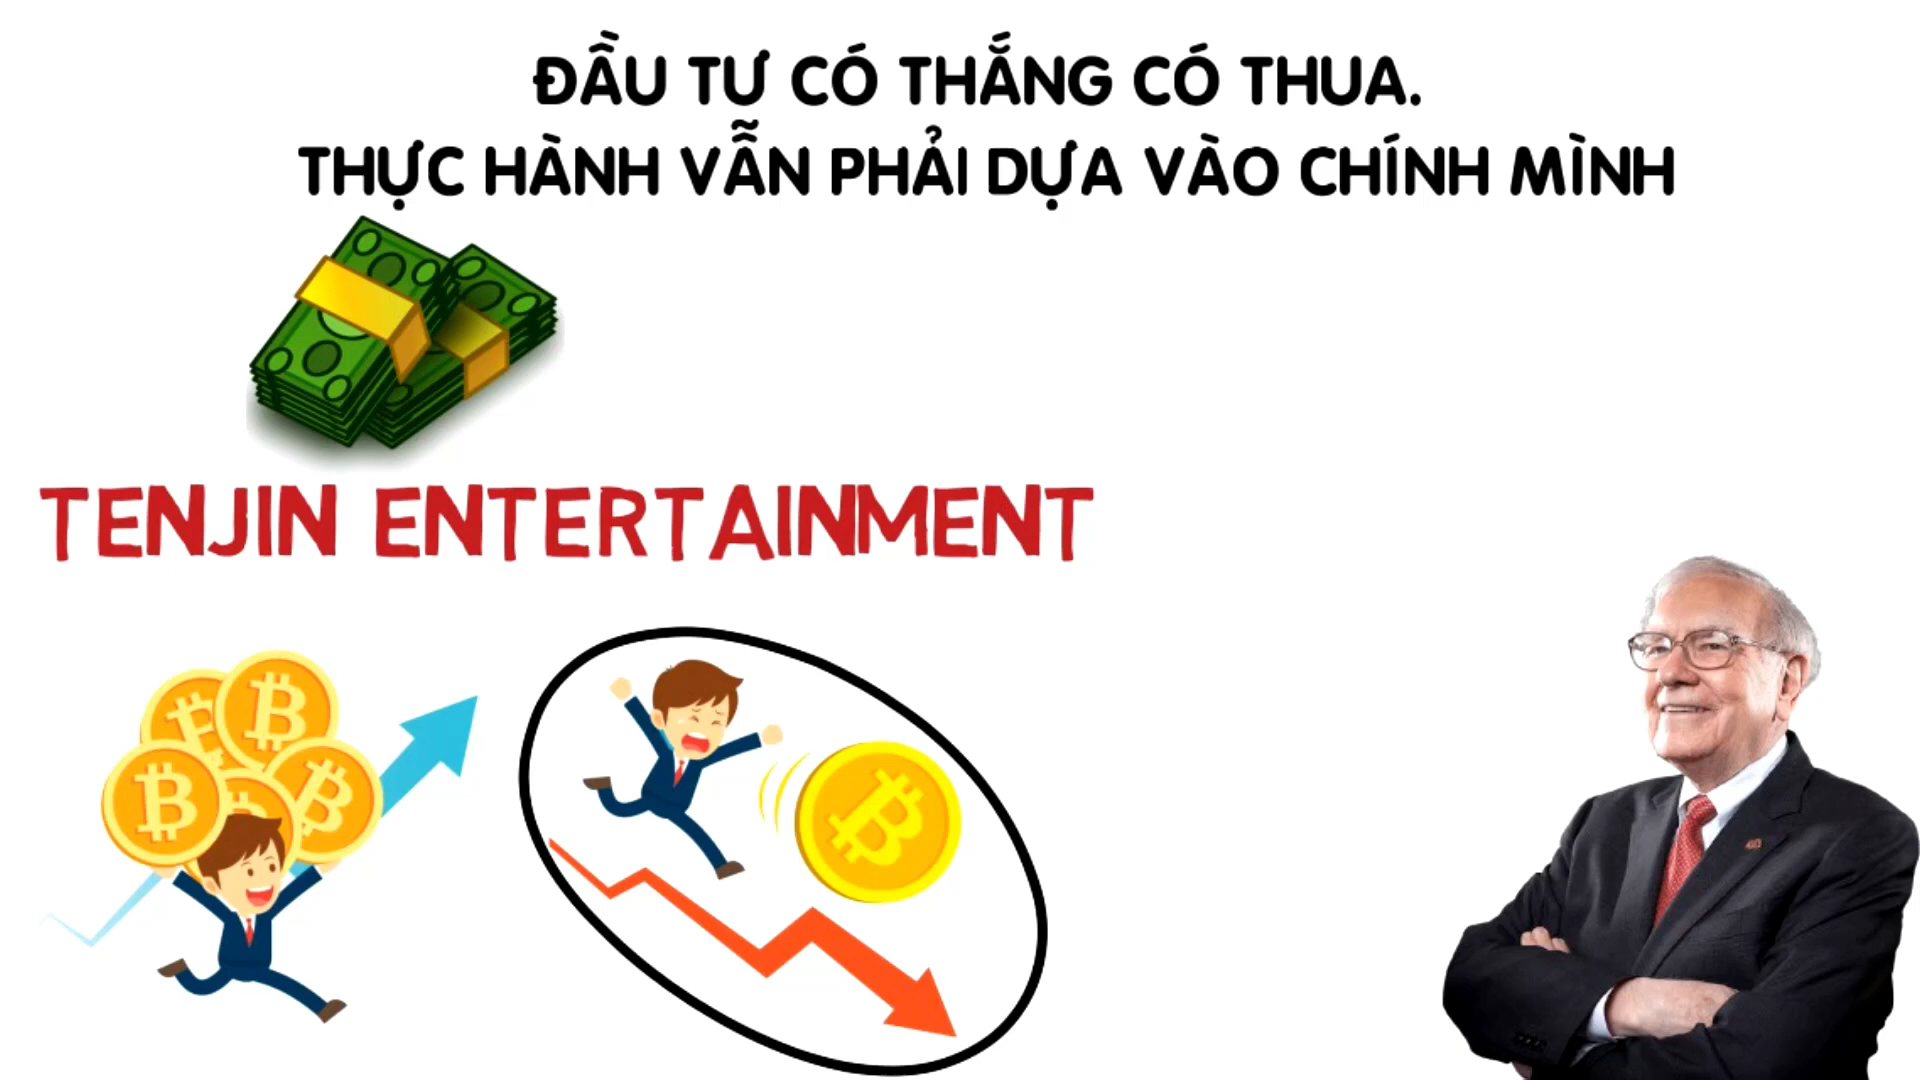 ĐẦU TƯ CÓ THẮNG CÓ THUA.
THỰC HÀNH VẪN PHẢI DỰA VÀO CHÍNH MÌNH
TENJIN ENTERTAINMENT